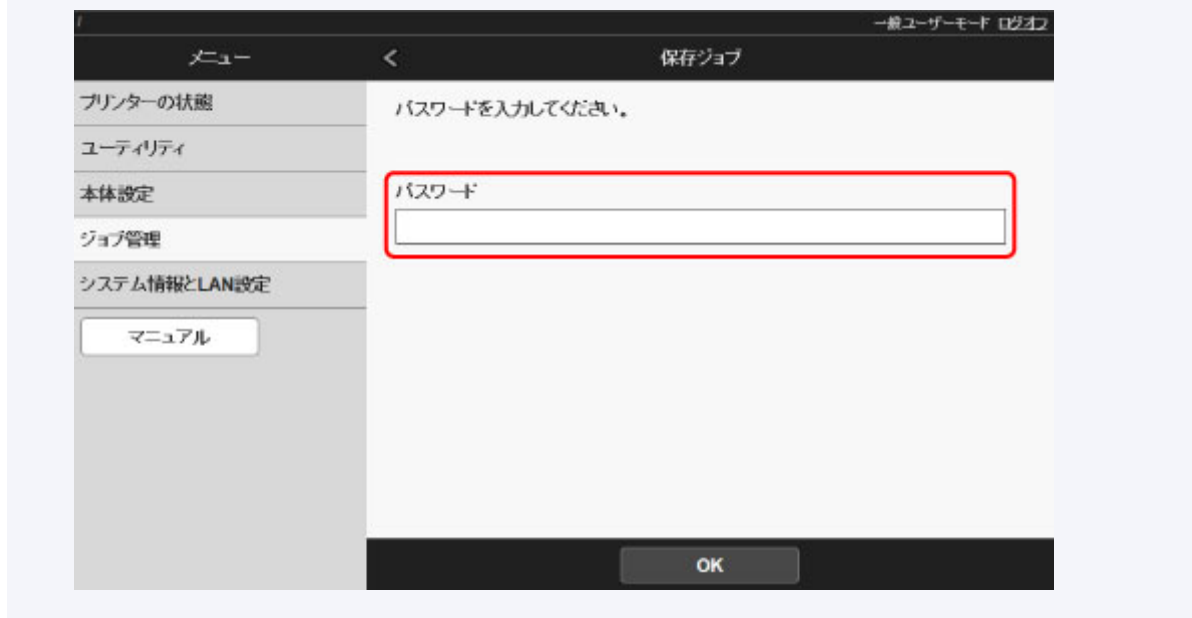 一般ユーザーモード ログオフ
メニュー
保存ジョブ
プリンターの状態
ユーティリティ
本体設定
ジョブ管理
システム情報とLAN設定
マニュアル
パスワードを入力してください。
パスワード
OK